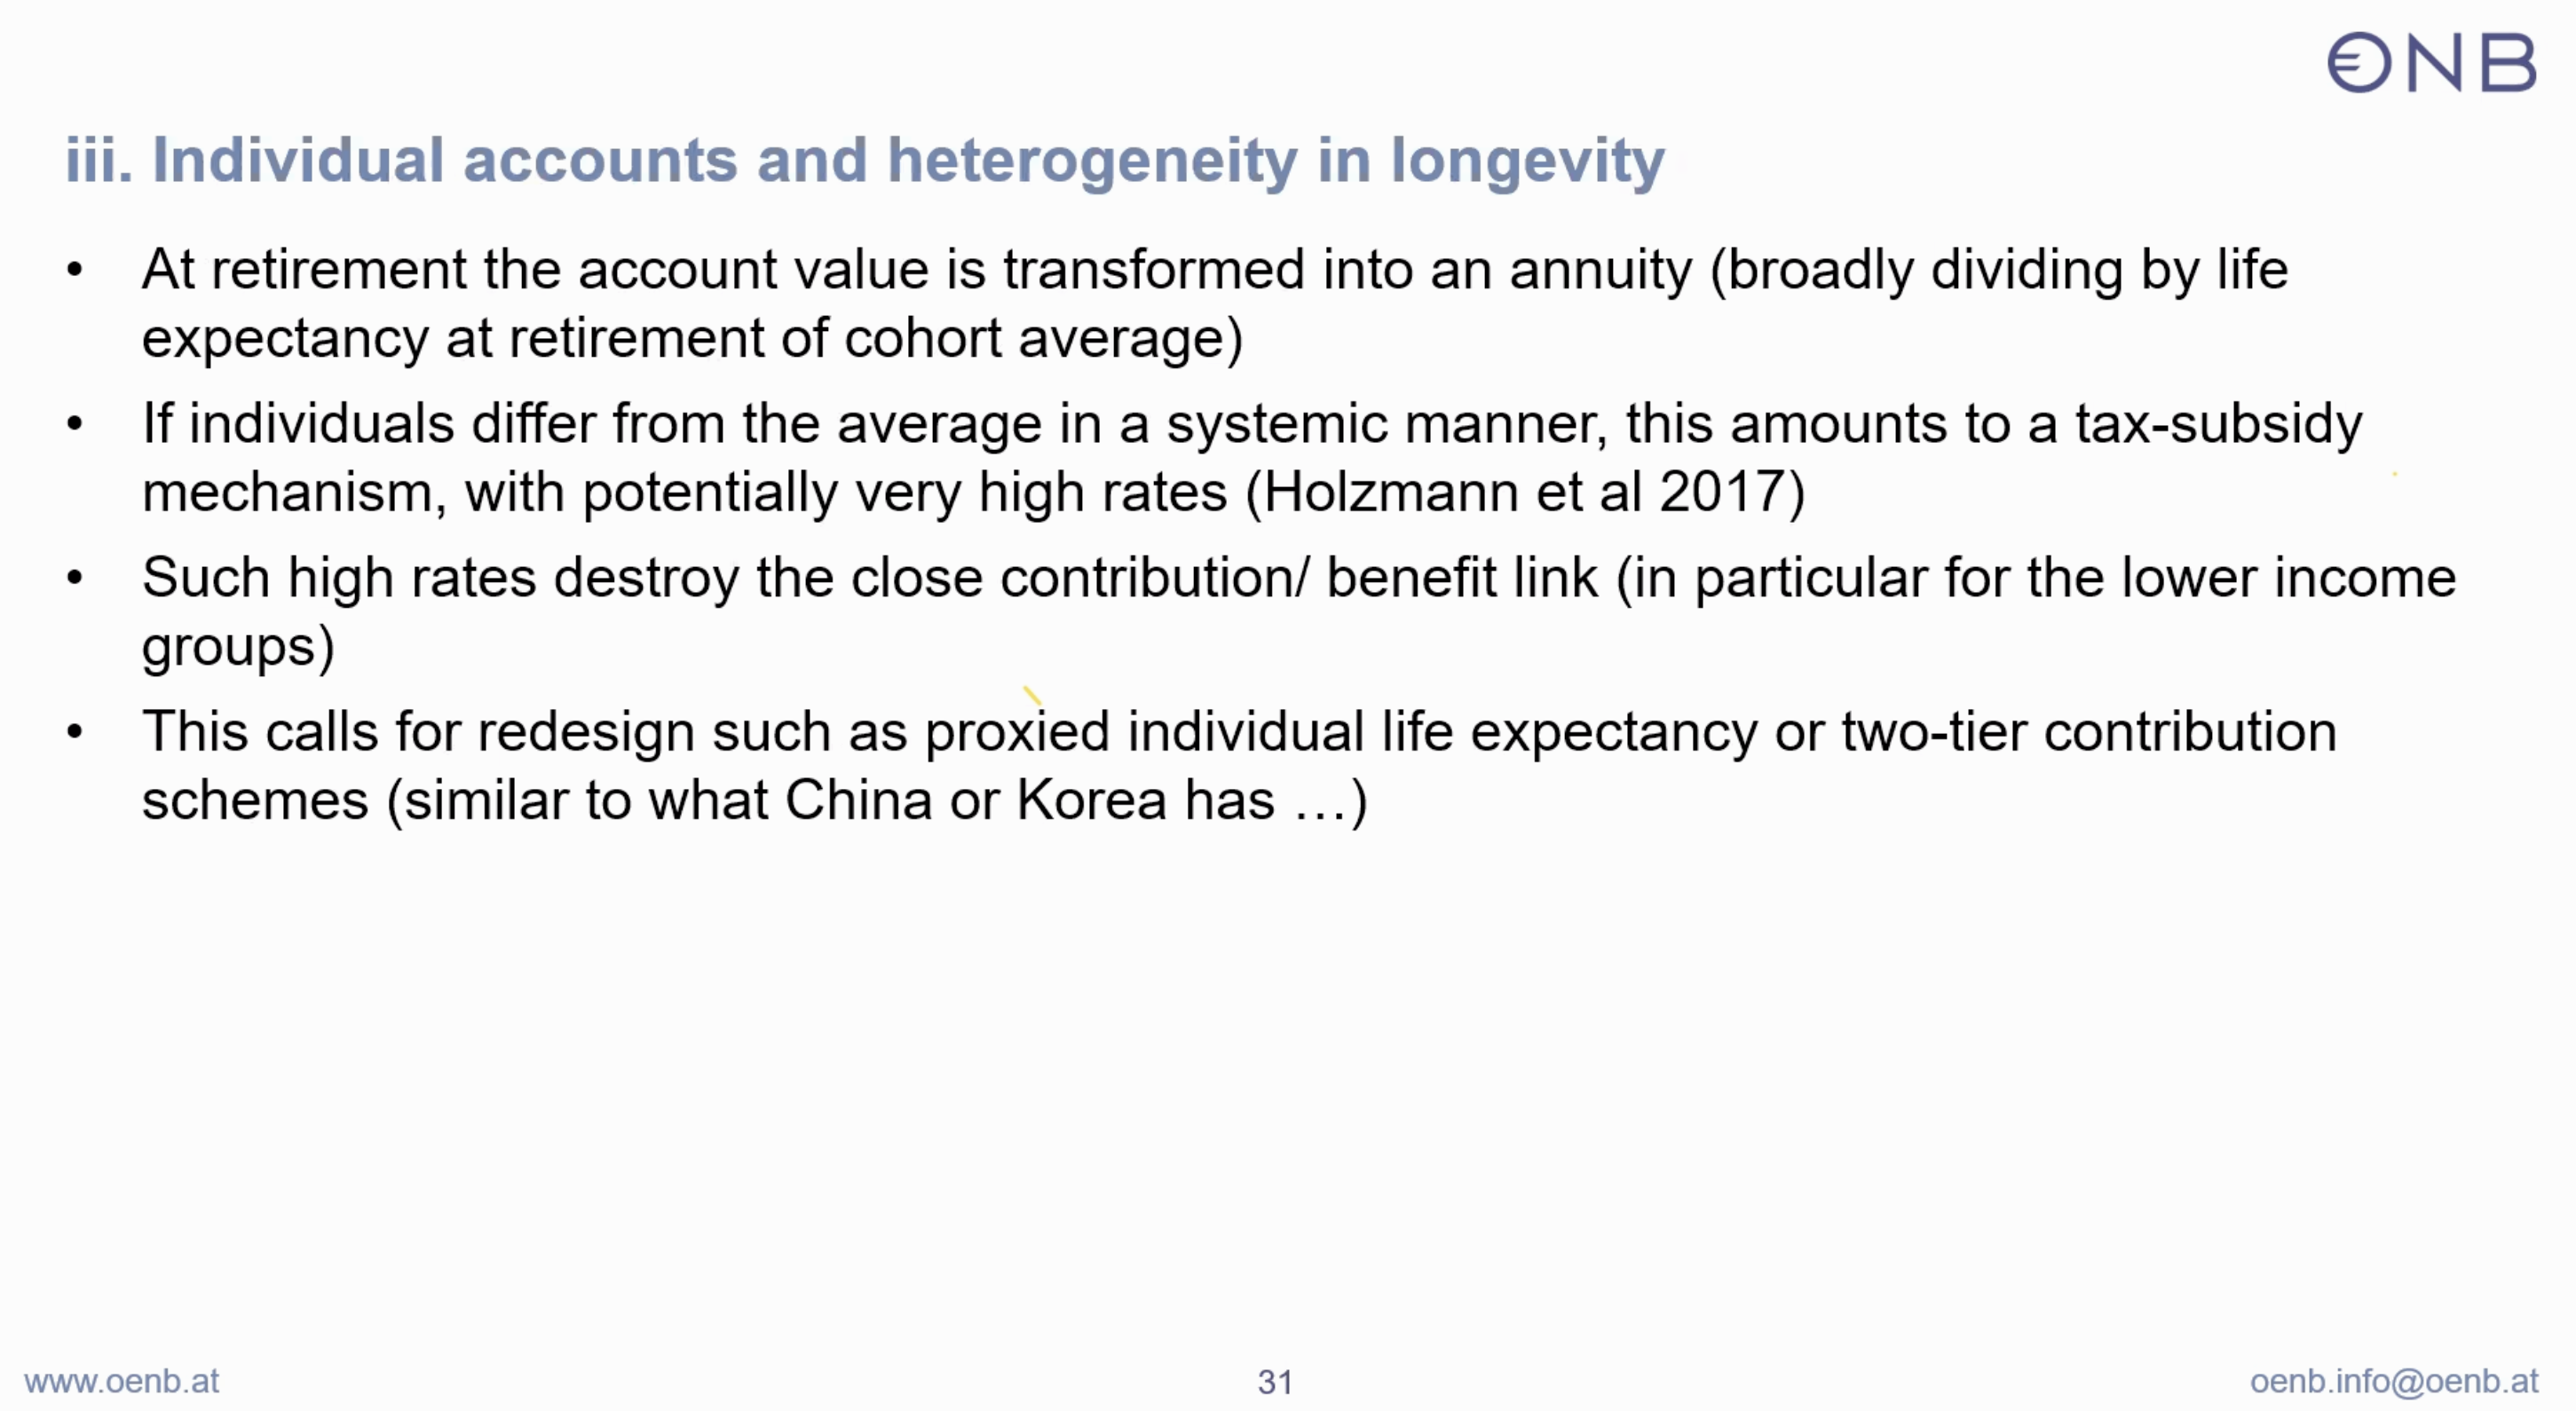 ONB
iii. Individual accounts and heterogeneity in longevity
• At retirement the account value is transformed into an annuity (broadly dividing by life
expectancy at retirement of cohort average)
• If individuals differ from the average in a systemic manner, this amounts to a tax-subsidy
mechanism, with potentially very high rates (Holzmann et al 2017)
• Such high rates destroy the close contribution/ benefit link (in particular for the lower income
groups)
• This calls for redesign such as proxied individual life expectancy or two-tier contribution
schemes (similar to what China or Korea has …)
www.oenb.at
31
oenb.info@oenb.at